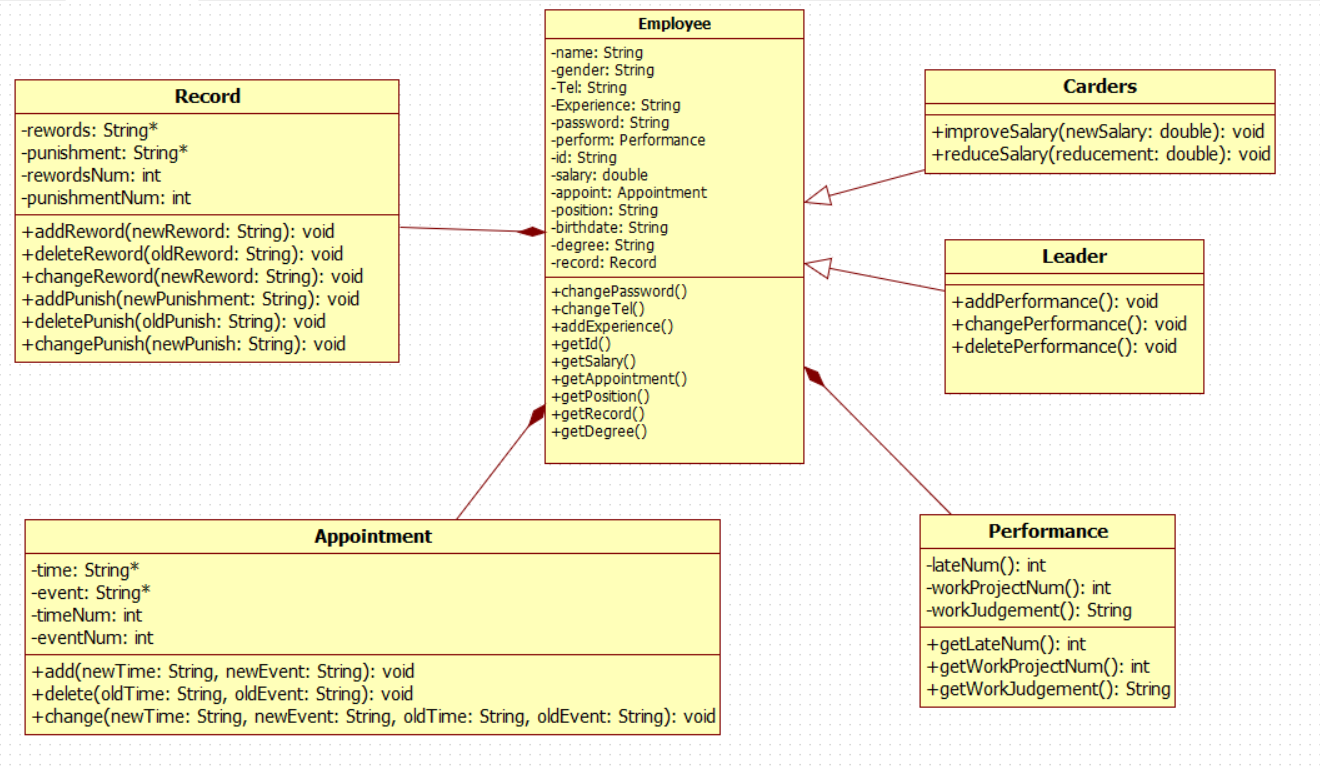 Employee
-name: String
-gender: String
-Tel: String
-Experience: String
-password: String
-perform: Performance
-id: String
-salary: double
-appoint: Appointment
-position: String
-birthdate: String
-degree: String
-record: Record
+changePassword()
+changeTel()
+addExperience()
+getId()
+getSalary()
+getAppointment()
+getPosition()
+getRecord()
+getDegree()
Record
-rewords: String*
-punishment: String*
-rewordsNum: int
-punishmentNum: int
+addReword(newReword: String): void
+deleteReword(oldReword: String): void
+changeReword(newReword: String): void
+addPunish(newPunishment: String): void
+deletePunish(oldPunish: String): void
+changePunish(newPunish: String): void
Carders
+improveSalary(newSalary: double): void
+reduceSalary(reducement: double): void
Leader
+addPerformance(): void
+changePerformance(): void
+deletePerformance(): void
Appointment
-time: String*
-event: String*
-timeNum: int
-eventNum: int
+add(newTime: String, newEvent: String): void
+delete(oldTime: String, oldEvent: String): void
+change(newTime: String, newEvent: String, oldTime: String, oldEvent: String): void
Performance
-lateNum(): int
-workProjectNum(): int
-workJudgement(): String
+getLateNum(): int
+getWorkProjectNum(): int
+getWorkJudgement(): String